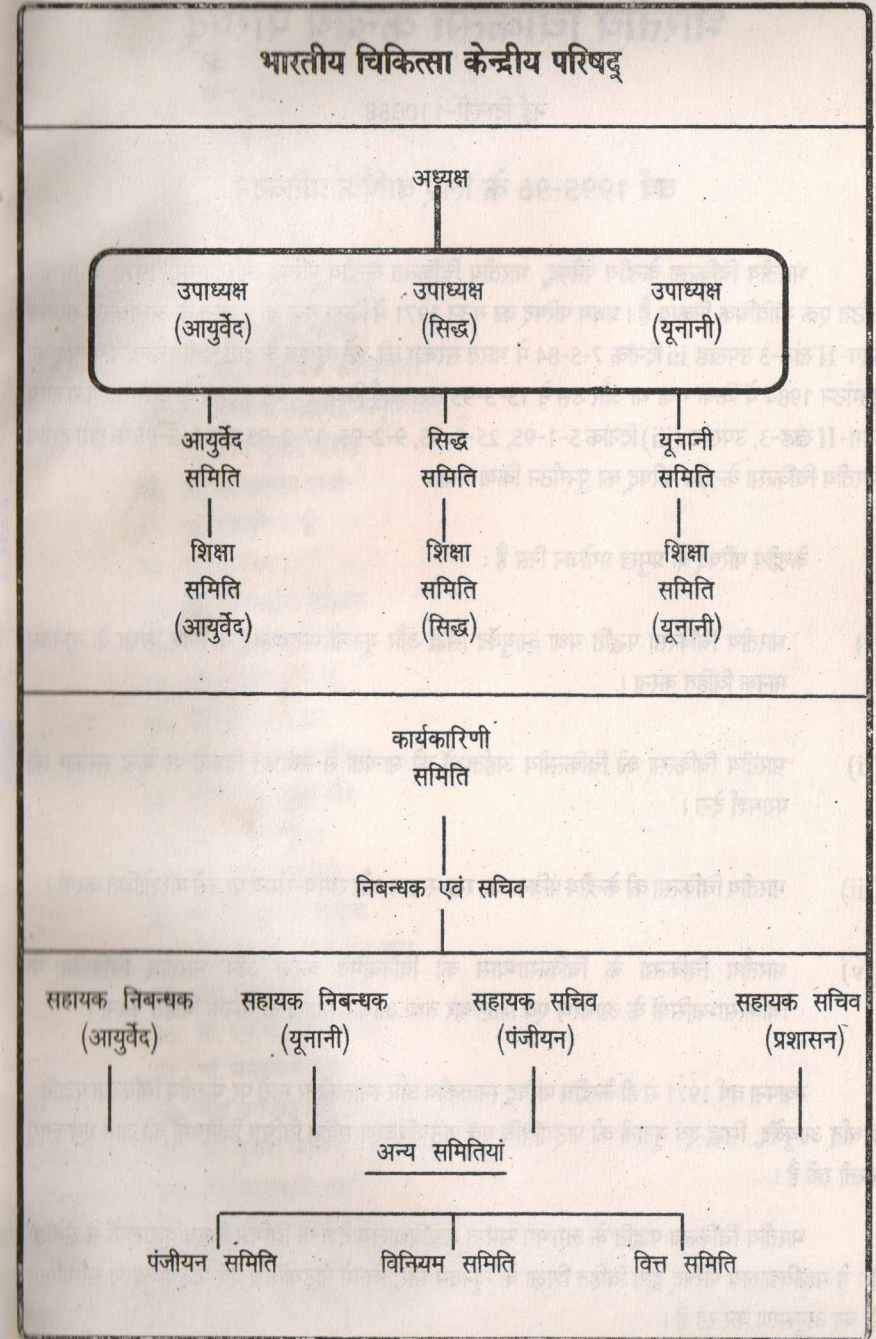 भारतीय चिकित्सा केन्द्रीय परिषद्
अध्यक्ष
उपाध्यक्ष उपाध्यक्ष उपाध्यक्ष
(आयुर्वेद) (सिद्ध) (यूनानी)
आयुर्वेद सिद्ध यूनानी
समिति समिति समिति
शिक्षा शिक्षा शिक्षा
समिति समिति समिति
(आयुर्वेद) (सिद्ध) (यूनानी)
कार्यकारिणी
समिति
निबन्धक एवं सचिव
सहायक निबन्धक सहायक निबन्धक सहायक सचिव सहायक सचिव
(आयुर्वेद) (यूनानी) (पंजीयन) (प्रशासन)
अन्य समितियां
पंजीयन समिति विनियम समिति वित्त समिति